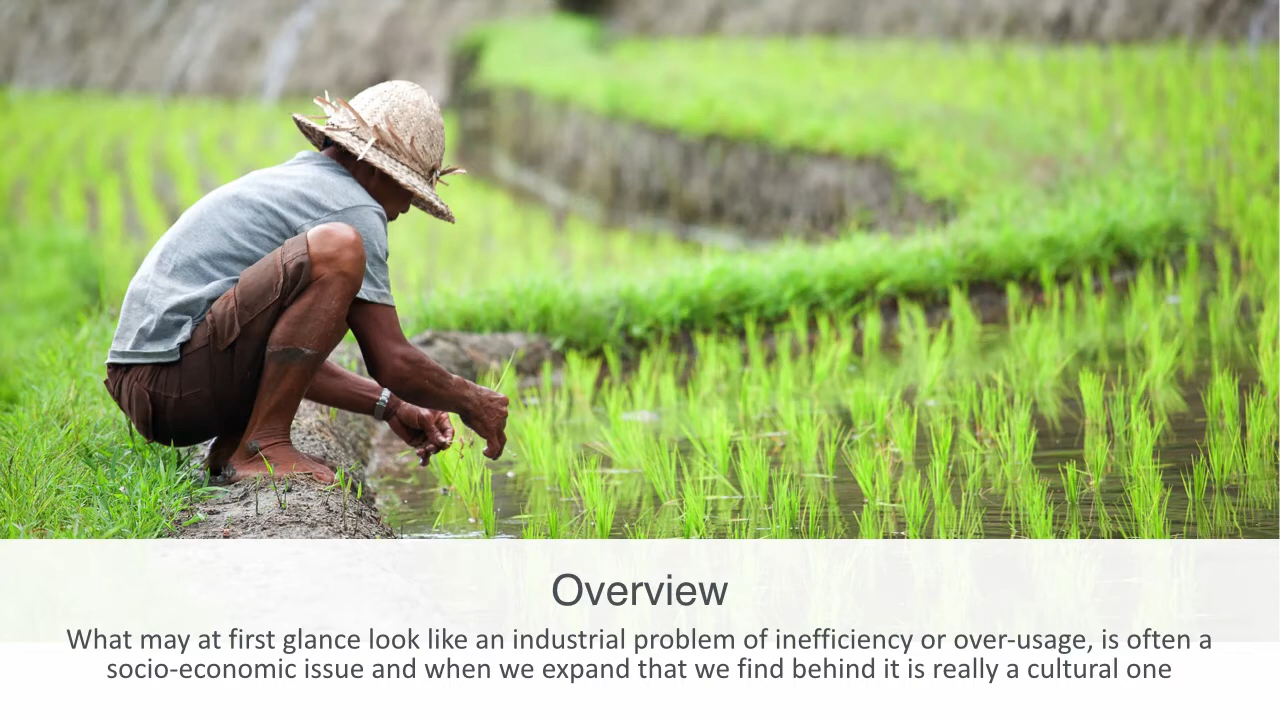 Overview
What may at first glance look like an industrial problem of inefficiency or over-usage, is often a
socio-economic issue and when we expand that we find behind it is really a cultural one